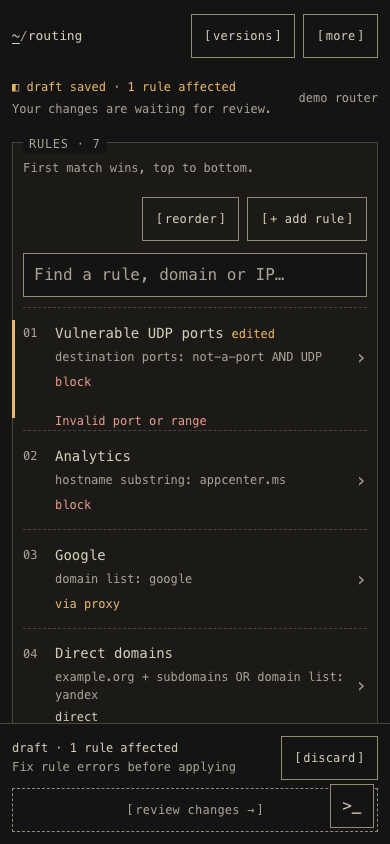 ~/routing
[versions]
[more]
◧ draft saved · 1 rule affected
Your changes are waiting for review.
demo router
RULES · 7
First match wins, top to bottom.
[reorder]
[+ add rule]
Find a rule, domain or IP…
01 Vulnerable UDP ports edited
destination ports: not-a-port AND UDP ›
block
Invalid port or range
02 Analytics
hostname substring: appcenter.ms ›
block
03 Google
domain list: google ›
via proxy
04 Direct domains
example.org + subdomains OR domain list:
yandex ›
direct
draft · 1 rule affected
Fix rule errors before applying
[discard]
[review changes →]
>_